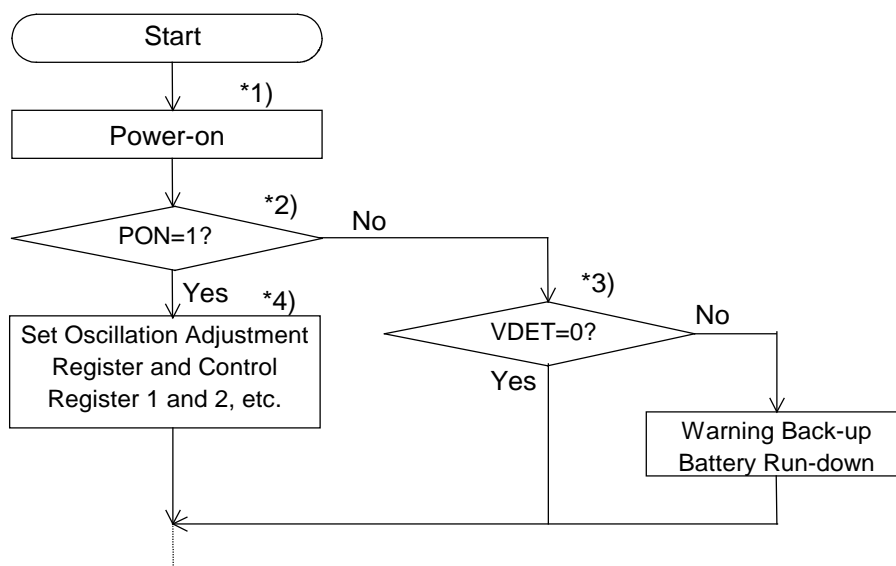 Start
*1)
Power-on
*2)
No
PON=1?
Yes
*4)
*3)
Set Oscillation Adjustment
Register and Control
Register 1 and 2, etc.
VDET=0?
No
Yes
Warning Back-up
Battery Run-down